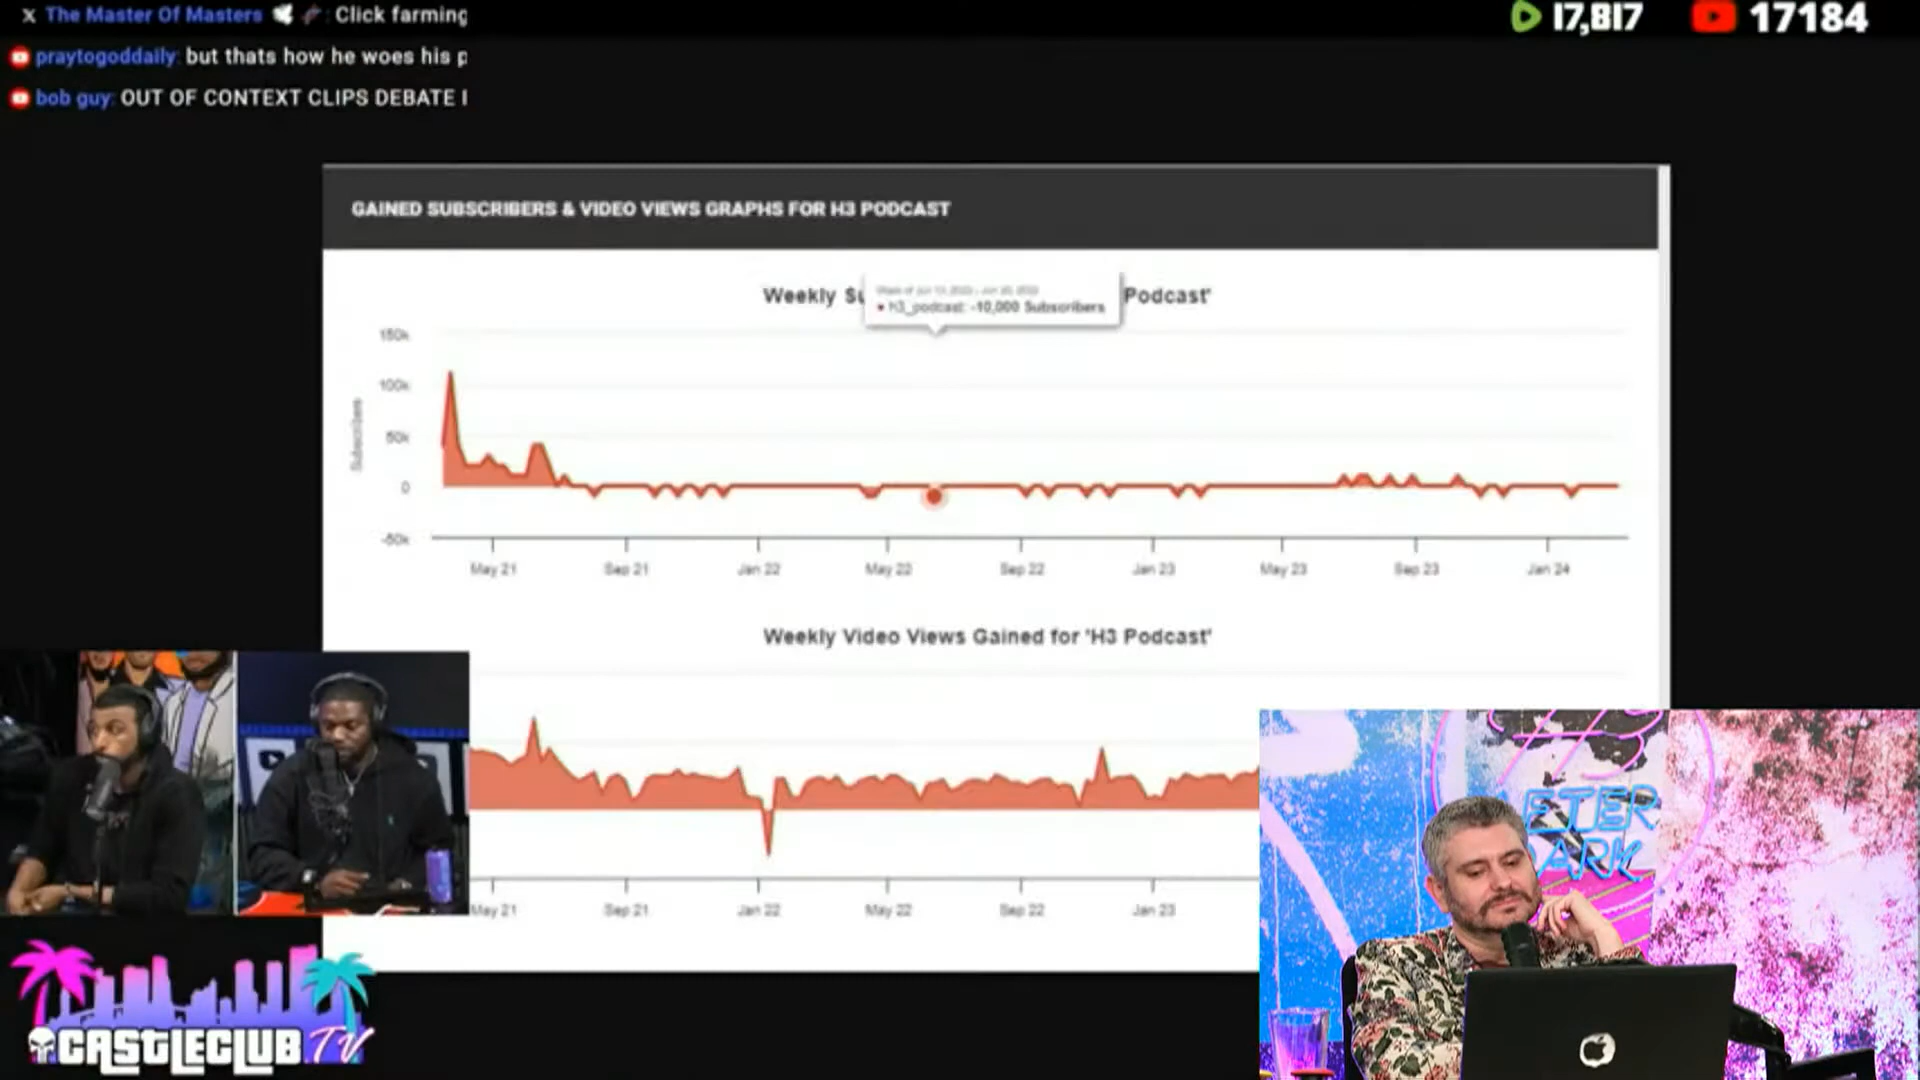 X The Master Of Masters : Click farming
praytogoddaily: but thats how he woes his p
bob guy: OUT OF CONTEXT CLIPS DEBATE I
17,817 17184
GAINED SUBSCRIBERS & VIDEO VIEWS GRAPHS FOR H3 PODCAST
Weekly Su Podcast'
• h3_podcast: -10,000 Subscribers
Subscribers
150k
100k
50k
0
-50k
May 21 Sep 21 Jan 22 May 22 Sep 22 Jan 23 May 23 Sep 23 Jan 24
Weekly Video Views Gained for 'H3 Podcast'
May 21 Sep 21 Jan 22 May 22 Sep 22 Jan 23
ETER
DARK
CASTLECLUB.TV